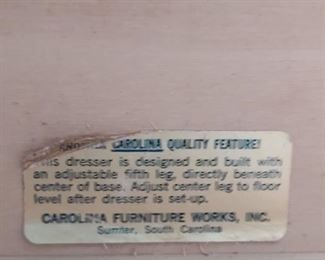 CAROLINA QUALITY FEATURE!
This dresser is designed and built with
an adjustable fifth leg, directly beneath
center of base. Adjust center leg to floor
level after dresser is set-up.
CAROLINA FURNITURE WORKS, INC.
Sumter, South Carolina